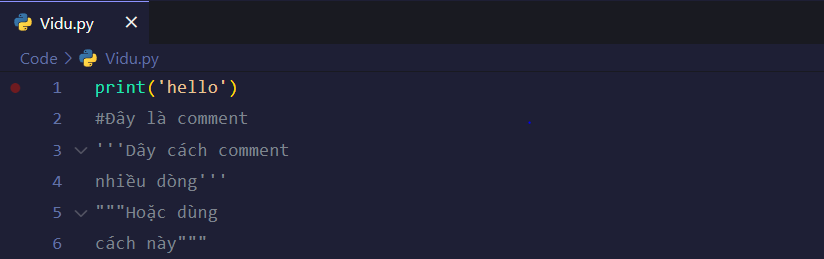 Vidu.py ×
Code > Vidu.py
1 print('hello')
2 #Đây là comment
3 '''Dây cách comment
4 nhiều dòng'''
5 """Hoặc dùng
6 cách này"""